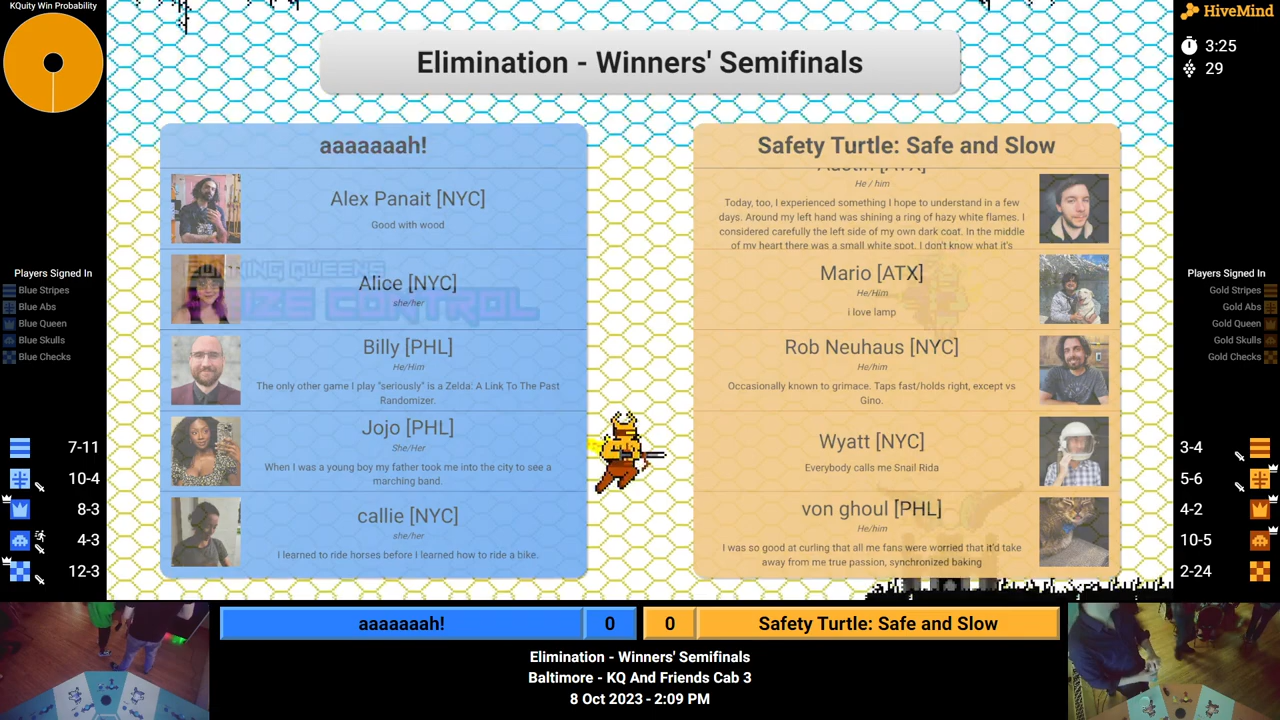 KQuity Win Probability
HiveMind
3:25
29
Elimination - Winners' Semifinals
aaaaaaah!
Alex Panait [NYC]
Good with wood
Alice [NYC]
she/her
Billy [PHL]
He/Him
The only other game I play "seriously" is a Zelda: A Link To The Past
Randomizer.
Jojo [PHL]
She/Her
When I was a young boy my father took me into the city to see a
marching band.
callie [NYC]
she/her
I learned to ride horses before I learned how to ride a bike.
Safety Turtle: Safe and Slow
Austin [ATX]
He / him
Today, too, I experienced something I hope to understand in a few
days. Around my left hand was shining a ring of hazy white flames. I
considered carefully the left side of my own dark coat. In the middle
of my heart there was a small white spot. I don't know what it's
Mario [ATX]
He/Him
i love lamp
Rob Neuhaus [NYC]
He/him
Occasionally known to grimace. Taps fast/holds right, except vs
Gino.
Wyatt [NYC]
Everybody calls me Snail Rida
von ghoul [PHL]
He/him
I was so good at curling that all me fans were worried that it'd take
away from me true passion, synchronized baking
QUEENS
CONTROL
Players Signed In
Blue Stripes
Blue Abs
Blue Queen
Blue Skulls
Blue Checks
7-11
10-4
8-3
4-3
12-3
Players Signed In
Gold Stripes
Gold Abs
Gold Queen
Gold Skulls
Gold Checks
3-4
5-6
4-2
10-5
2-24
aaaaaaah! 0
0 Safety Turtle: Safe and Slow
Elimination - Winners' Semifinals
Baltimore - KQ And Friends Cab 3
8 Oct 2023 - 2:09 PM